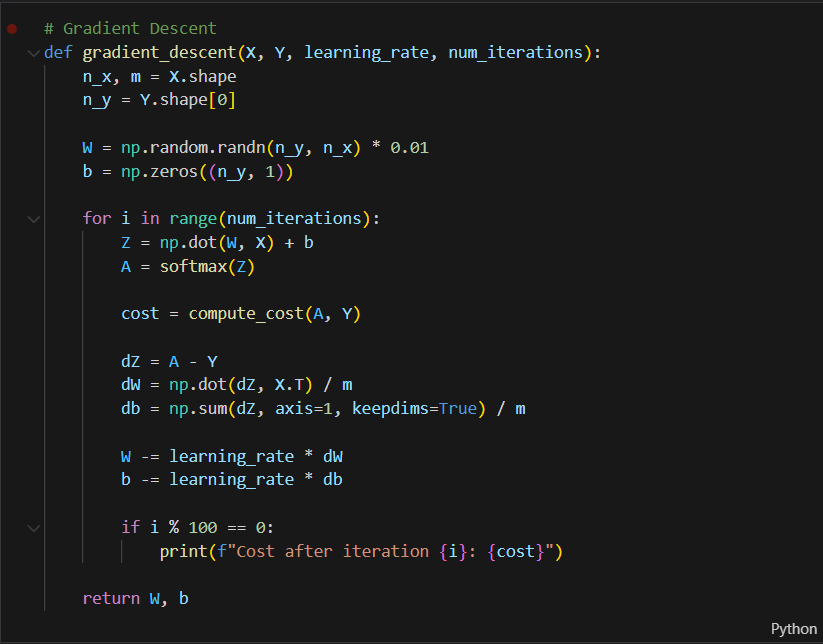 # Gradient Descent
def gradient_descent(X, Y, learning_rate, num_iterations):
    n_x, m = X.shape
    n_y = Y.shape[0]

    W = np.random.randn(n_y, n_x) * 0.01
    b = np.zeros((n_y, 1))

    for i in range(num_iterations):
        Z = np.dot(W, X) + b
        A = softmax(Z)

        cost = compute_cost(A, Y)

        dZ = A - Y
        dW = np.dot(dZ, X.T) / m
        db = np.sum(dZ, axis=1, keepdims=True) / m

        W -= learning_rate * dW
        b -= learning_rate * db

        if i % 100 == 0:
            print(f"Cost after iteration {i}: {cost}")

    return W, b
Python